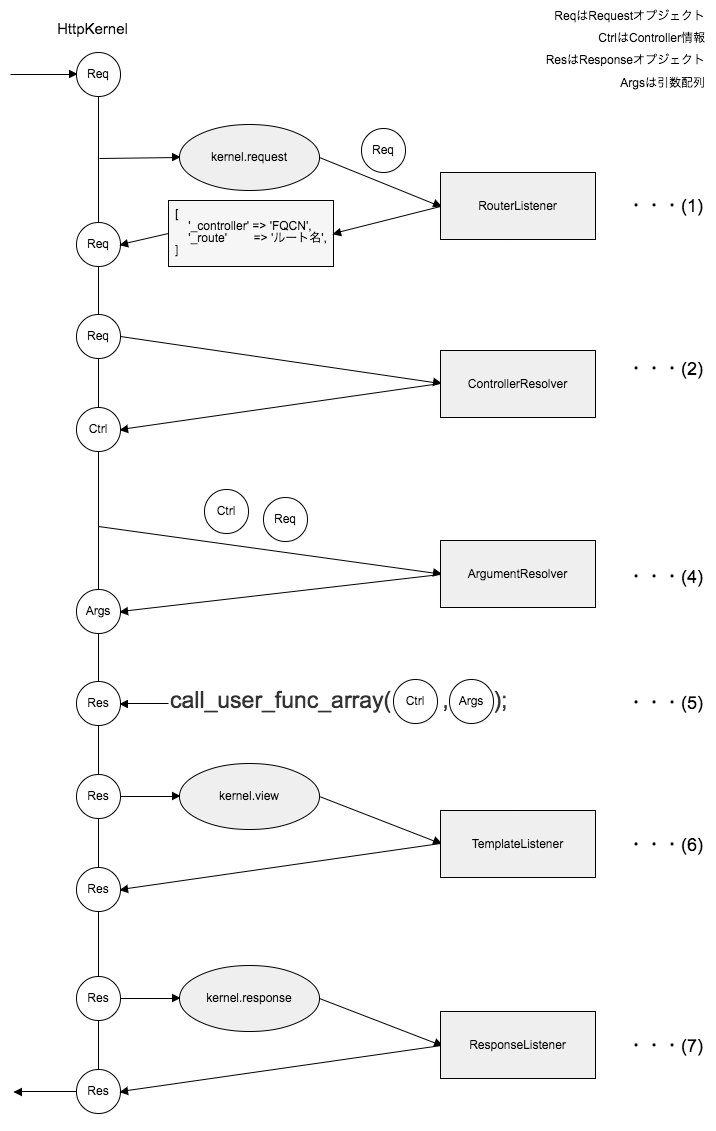 ReqはRequestオブジェクト
HttpKernel
CtrlはController情報
ResはResponseオブジェクト
Req
Argsは引数配列
kernel.request
Req
[
'_controller' => 'FQCN',
'_route' => 'ルート名',
]
RouterListener
・・・(1)
Req
Req
ControllerResolver
・・・(2)
Ctrl
Ctrl
Req
ArgumentResolver
・・・(4)
Args
Res
call_user_func_array( Ctrl , Args );
・・・(5)
Res
kernel.view
TemplateListener
・・・(6)
Res
Res
kernel.response
ResponseListener
・・・(7)
Res